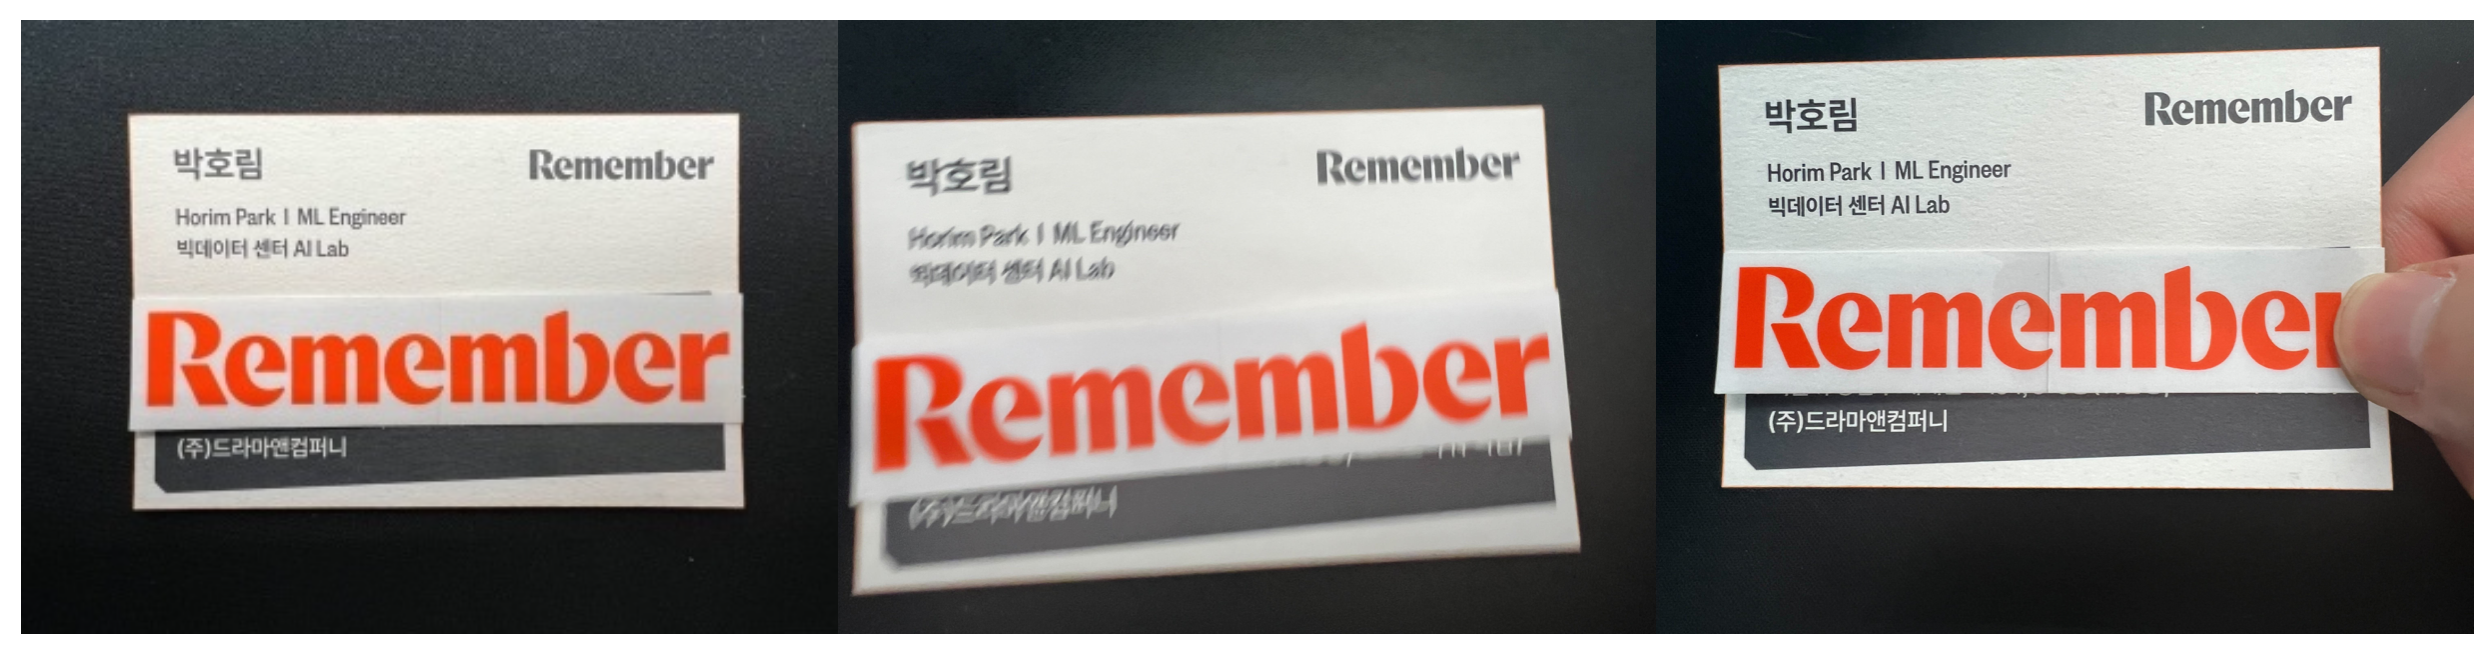 박호림
Remember
Horim Park I ML Engineer
빅데이터 센터 AI Lab
Remember
(주)드라마앤컴퍼니
박호림
Remember
Horim Park I ML Engineer
빅데이터 센터 AI Lab
Remember
(주)드라마앤컴퍼니
박호림
Remember
Horim Park I ML Engineer
빅데이터 센터 AI Lab
Remember
(주)드라마앤컴퍼니